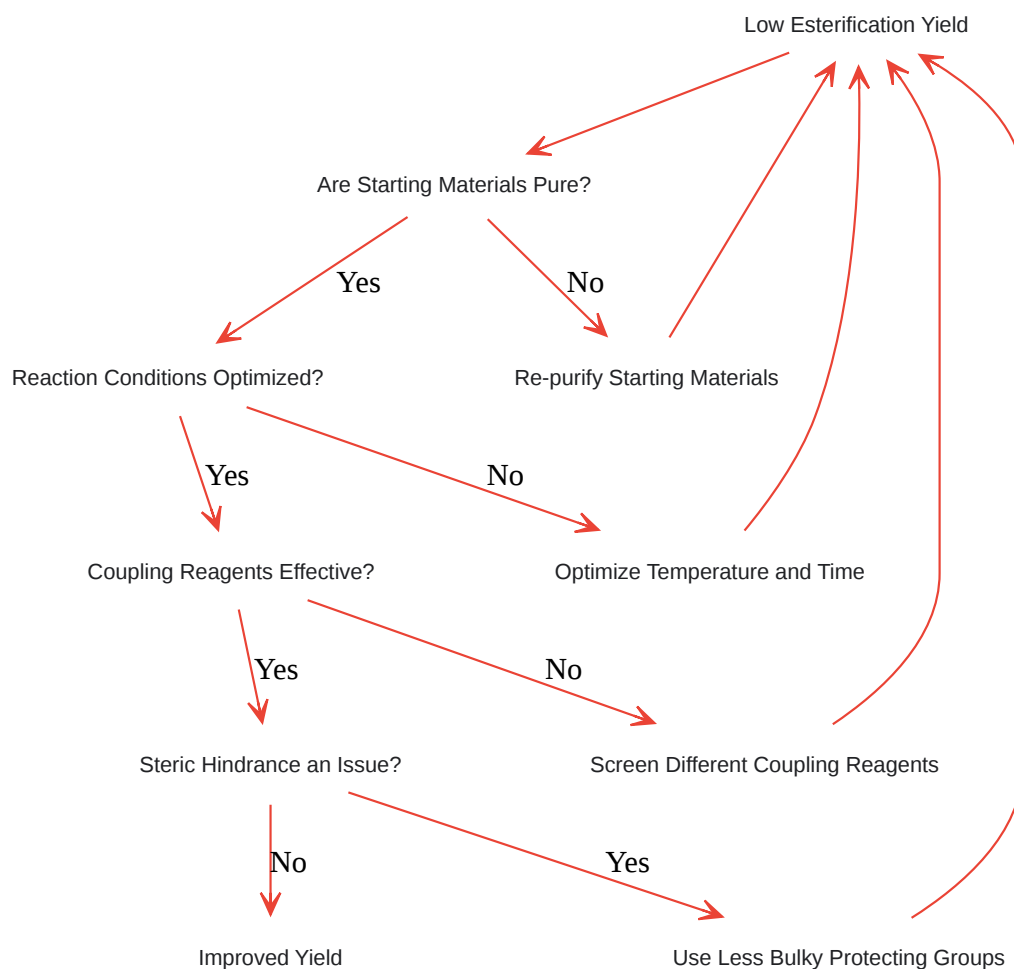 Low Esterification Yield
Are Starting Materials Pure?
Yes
No
Reaction Conditions Optimized?
Re-purify Starting Materials
Yes
No
Coupling Reagents Effective?
Optimize Temperature and Time
Yes
No
Steric Hindrance an Issue?
Screen Different Coupling Reagents
No
Yes
Improved Yield
Use Less Bulky Protecting Groups